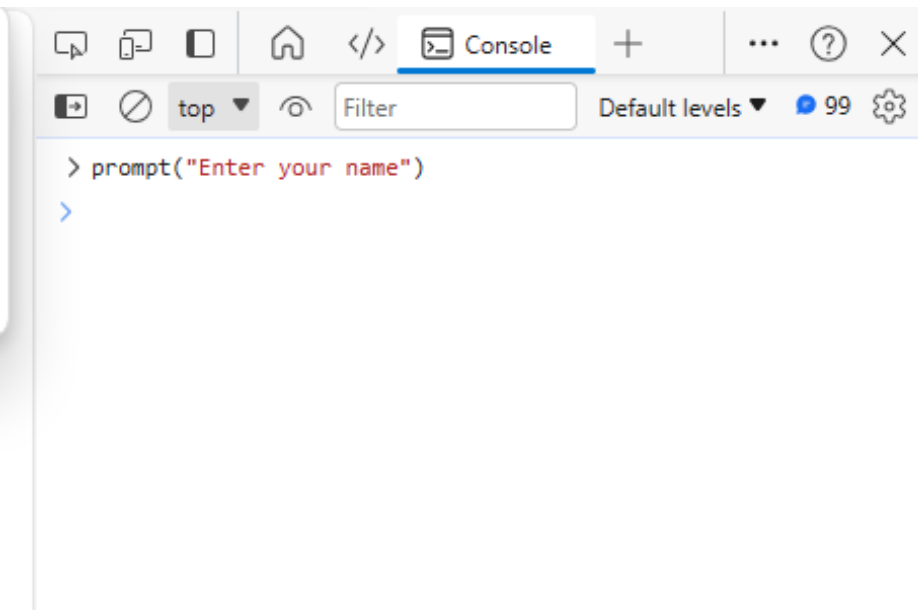 Console
top Filter Default levels 99
> prompt("Enter your name")
>